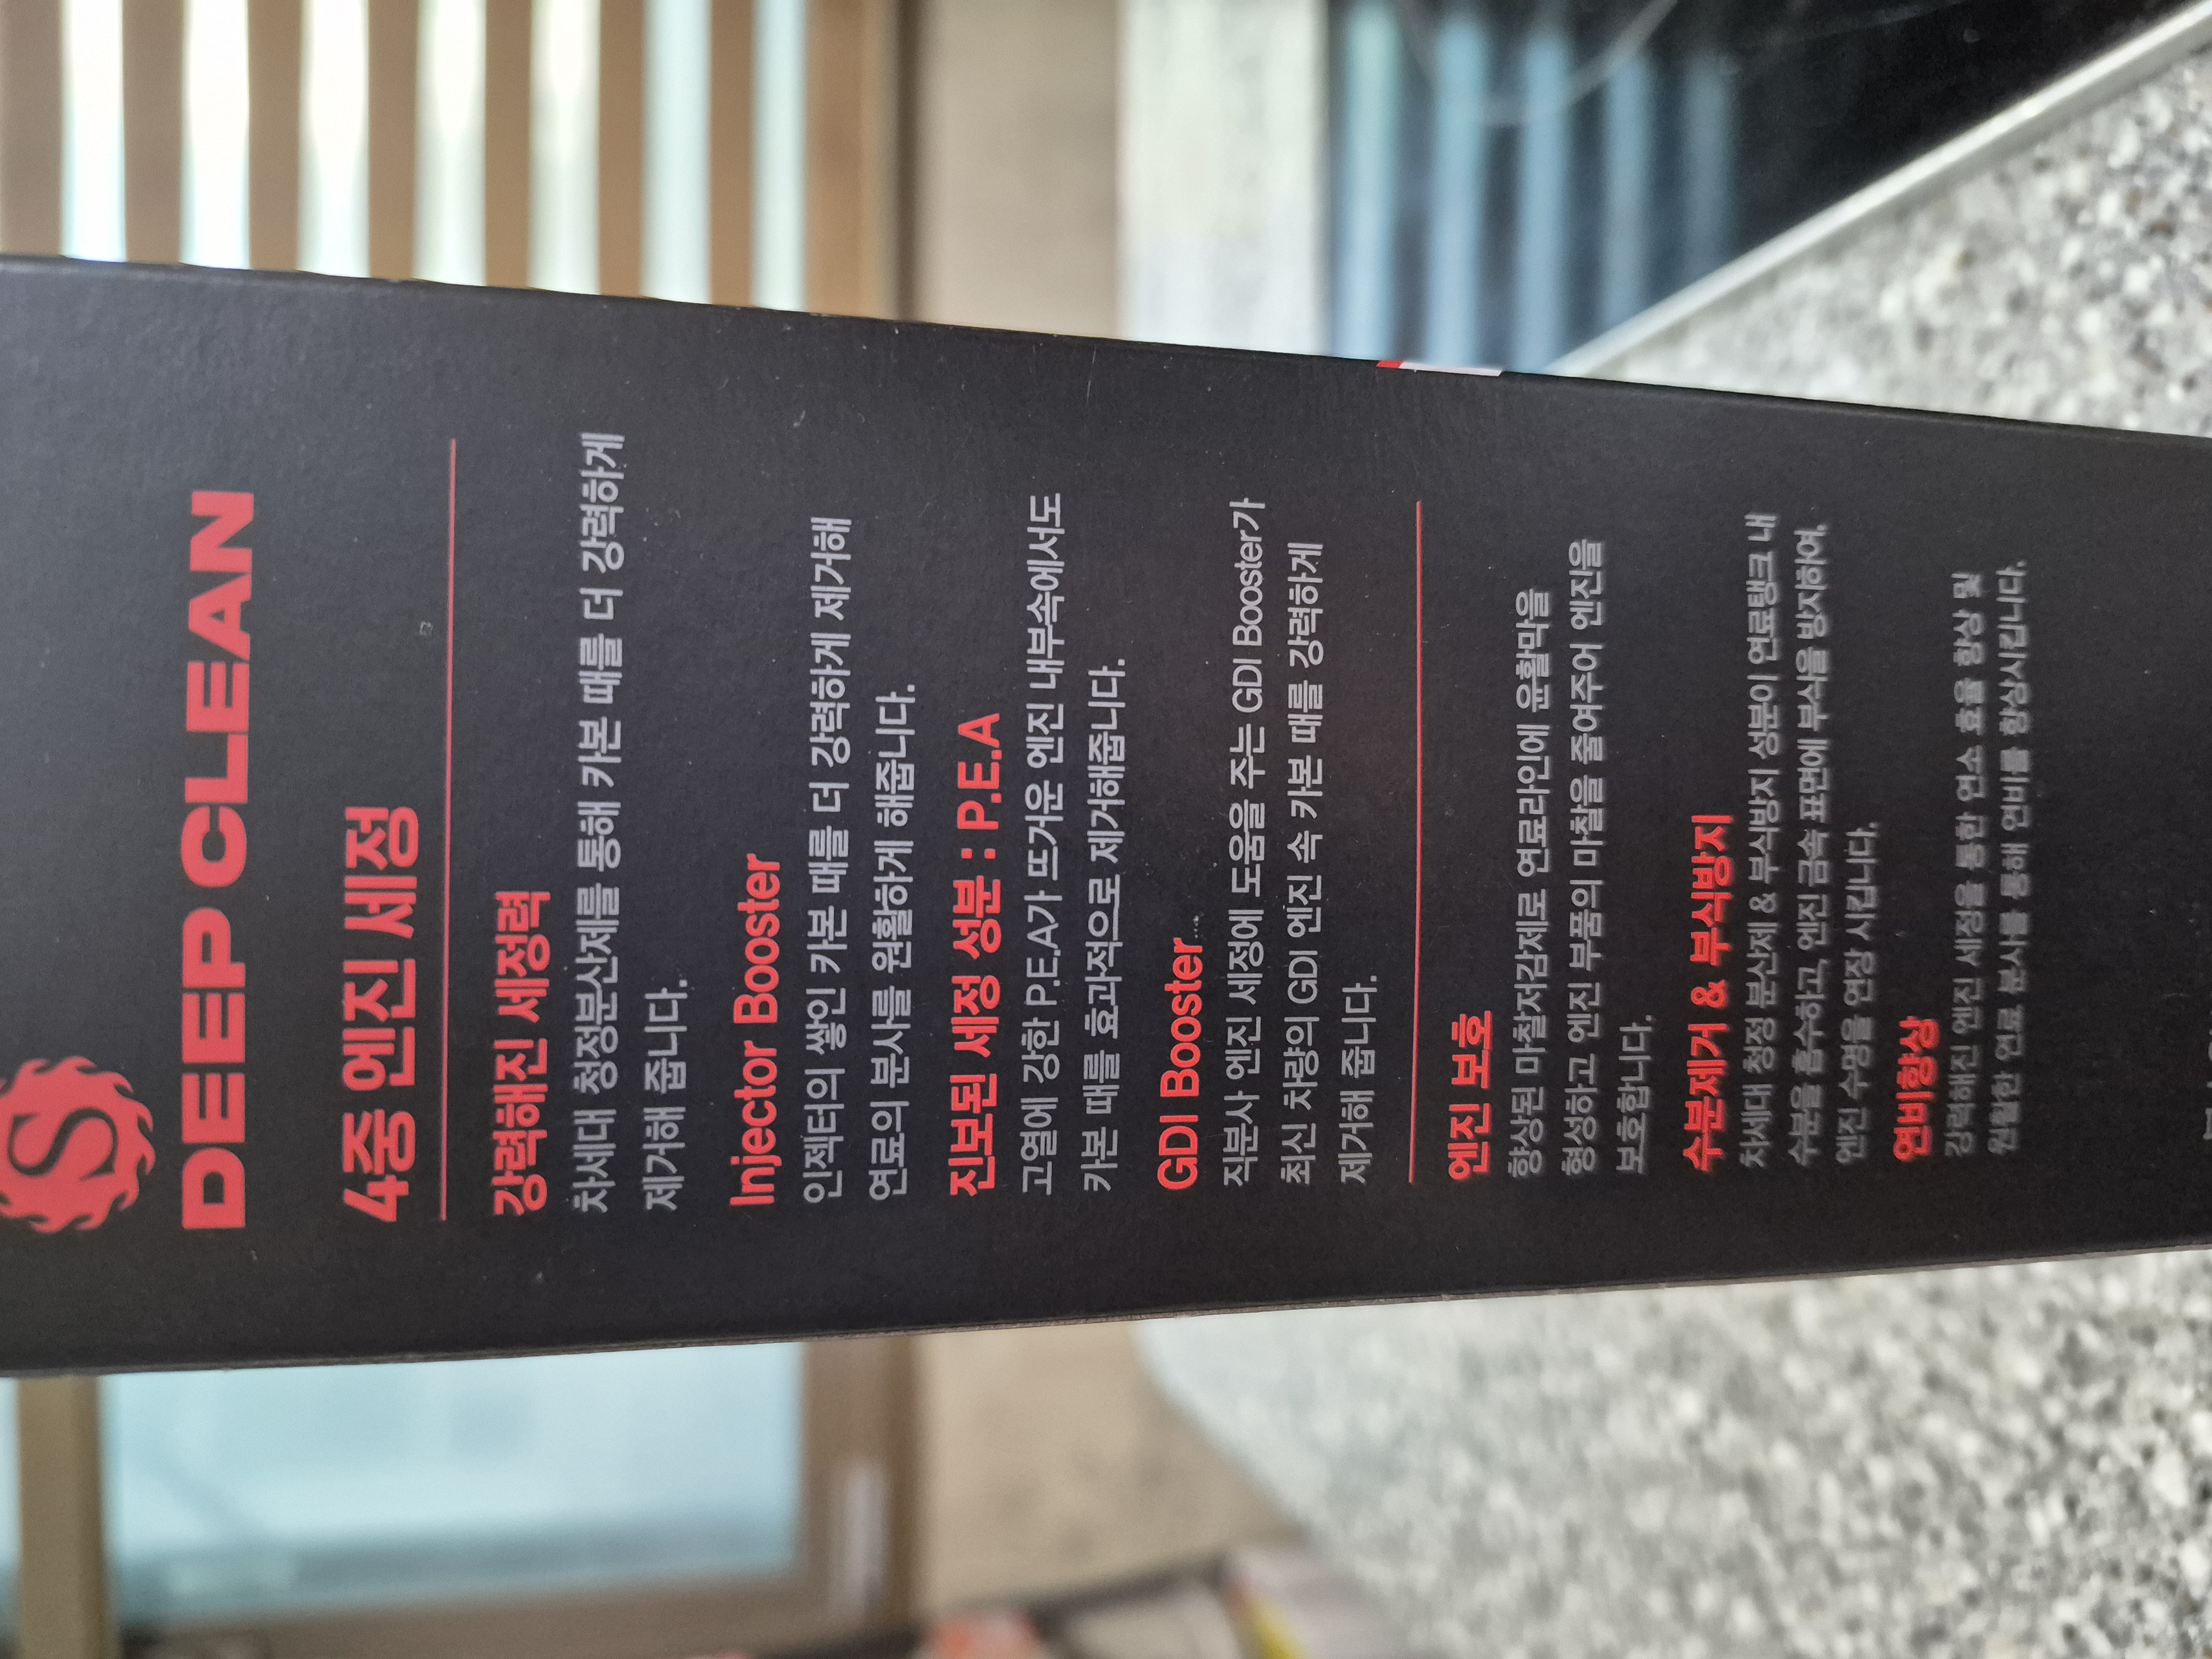 S
DEEP CLEAN
4중 엔진 세정
강력해진 세정력
차세대 청정분산제를 통해 카본 때를 더 강력하게
제거해 줍니다.
Injector Booster
인젝터의 쌓인 카본 때를 더 강력하게 제거해
연료의 분사를 원활하게 해줍니다.
진보된 세정 성분 : P.E.A
고열에 강한 P.E.A가 뜨거운 엔진 내부속에서도
카본 때를 효과적으로 제거해줍니다.
GDI Booster
직분사 엔진 세정에 도움을 주는 GDI Booster가
최신 차량의 GDI 엔진 속 카본 때를 강력하게
제거해 줍니다.
엔진 보호
향상된 마찰저감제로 연료라인에 윤활막을
형성하고 엔진 부품의 마찰을 줄여주어 엔진을
보호합니다.
수분제거 & 부식방지
차세대 청정 분산제 & 부식방지 성분이 연료탱크 내
수분을 흡수하고, 엔진 금속 표면에 부식을 방지하여,
엔진 수명을 연장 시킵니다.
연비향상
강력해진 엔진 세정을 통한 연소 효율 향상 및
원활한 연료 분사를 통해 연비를 향상시킵니다.